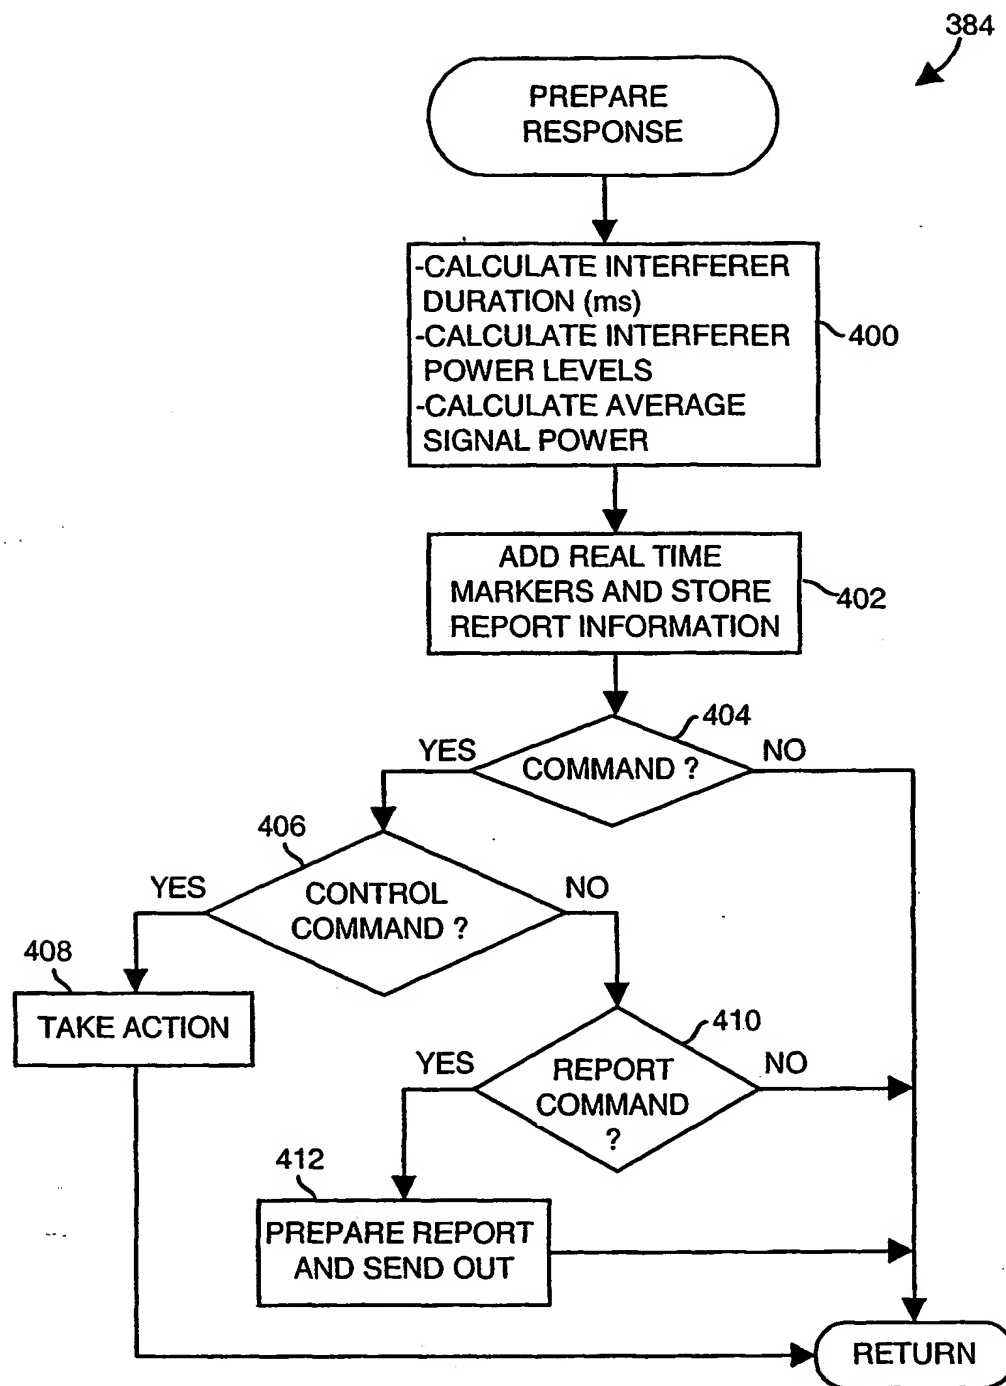 384
PREPARE
RESPONSE
-CALCULATE INTERFERER
DURATION (ms)
-CALCULATE INTERFERER
POWER LEVELS
-CALCULATE AVERAGE
SIGNAL POWER
400
ADD REAL TIME
MARKERS AND STORE
REPORT INFORMATION
402
404
YES
COMMAND ?
NO
406
YES
CONTROL
COMMAND ?
NO
408
TAKE ACTION
410
YES
REPORT
COMMAND
?
NO
412
PREPARE REPORT
AND SEND OUT
RETURN